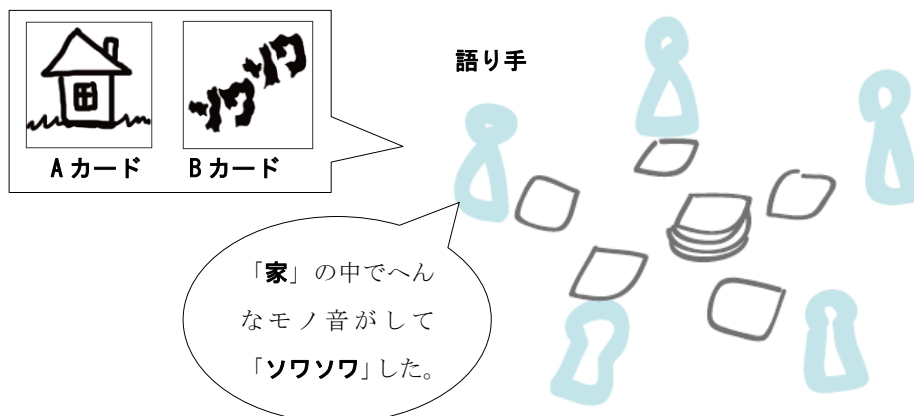 ソワソワ
Aカード
Bカード
語り手
「家」の中でへん
なモノ音がして
「ソワソワ」した。